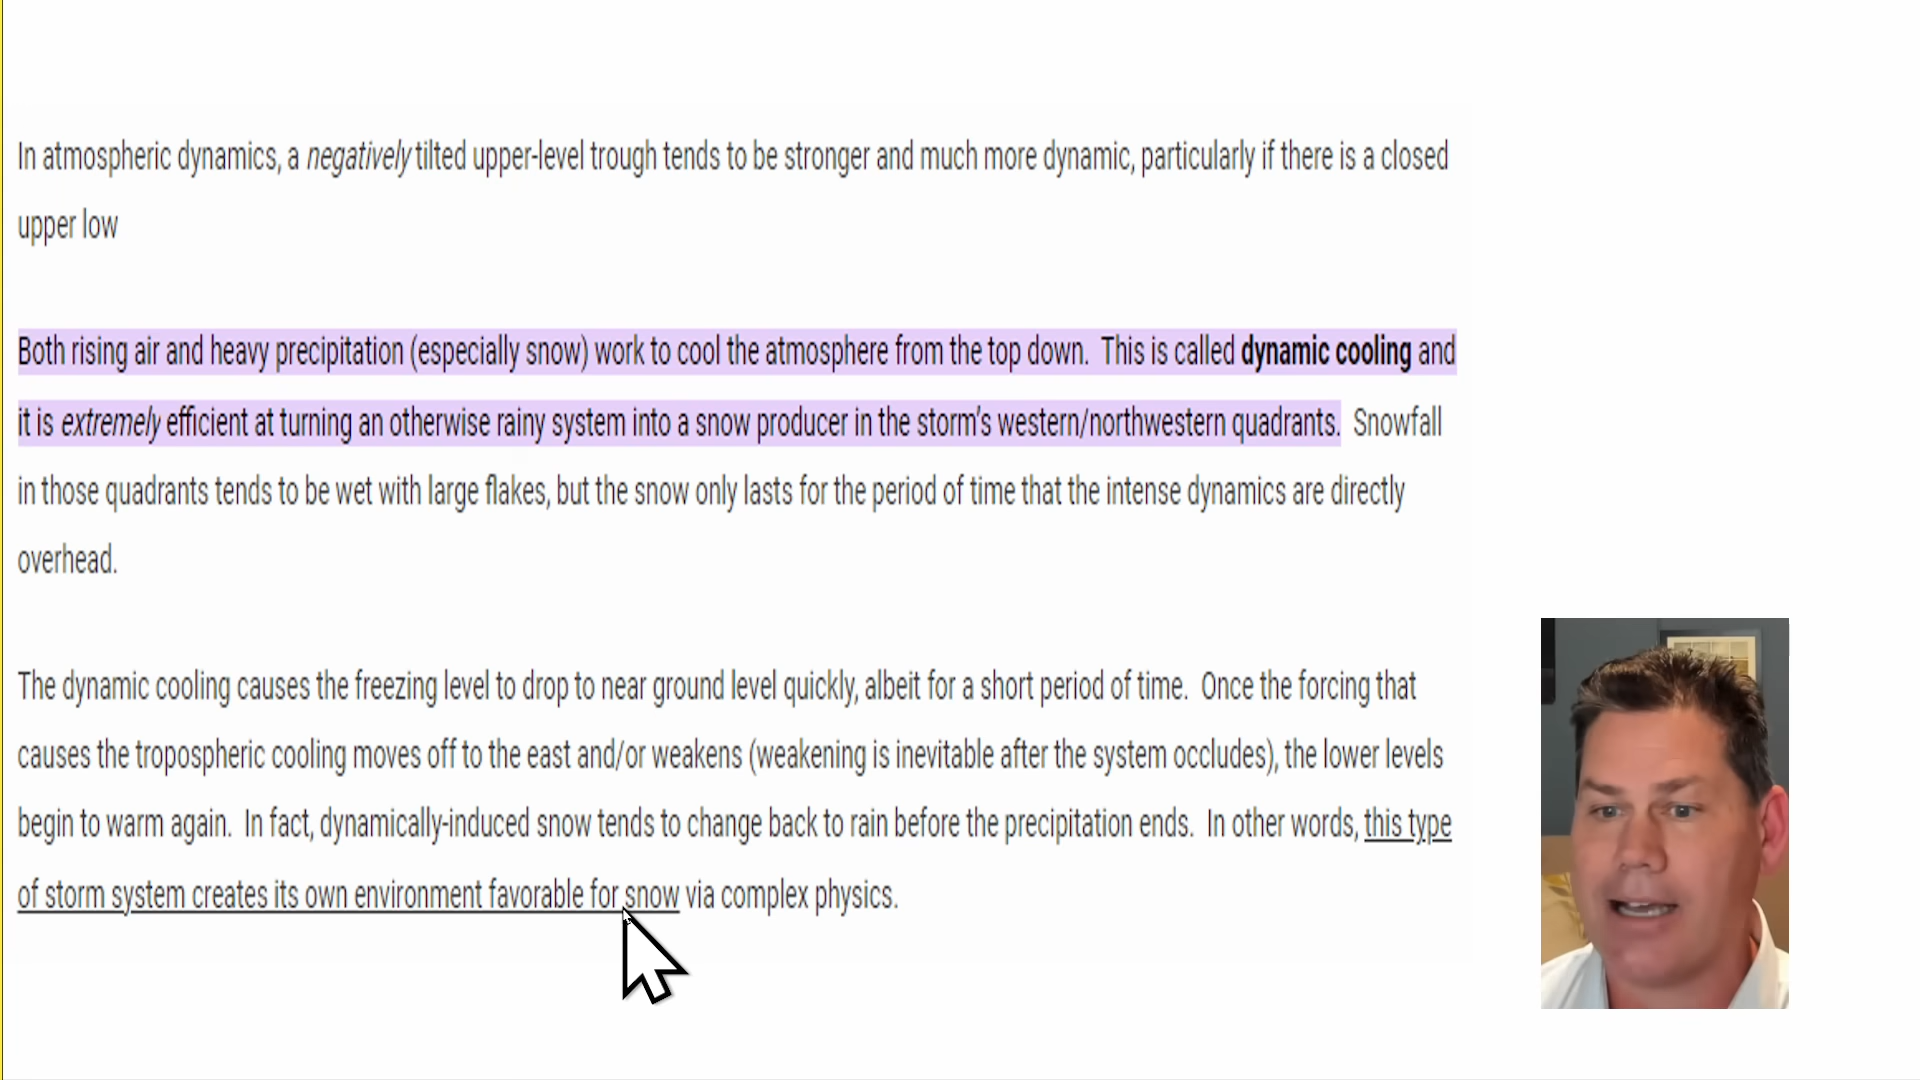 In atmospheric dynamics, a negatively tilted upper-level trough tends to be stronger and much more dynamic, particularly if there is a closed
upper low
Both rising air and heavy precipitation (especially snow) work to cool the atmosphere from the top down.  This is called dynamic cooling and
it is extremely efficient at turning an otherwise rainy system into a snow producer in the storm’s western/northwestern quadrants.  Snowfall
in those quadrants tends to be wet with large flakes, but the snow only lasts for the period of time that the intense dynamics are directly
overhead.
The dynamic cooling causes the freezing level to drop to near ground level quickly, albeit for a short period of time.  Once the forcing that
causes the tropospheric cooling moves off to the east and/or weakens (weakening is inevitable after the system occludes), the lower levels
begin to warm again.  In fact, dynamically-induced snow tends to change back to rain before the precipitation ends.  In other words, this type
of storm system creates its own environment favorable for snow via complex physics.